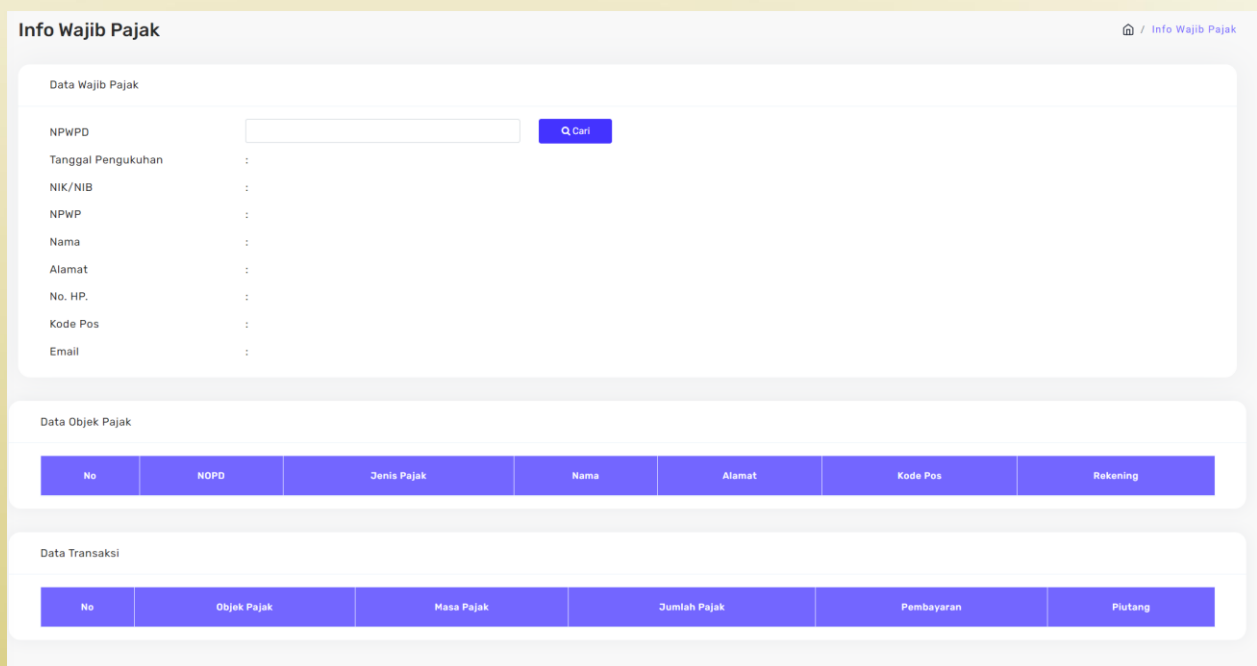 Info Wajib Pajak
/ Info Wajib Pajak
Data Wajib Pajak
NPWPD
Cari
Tanggal Pengukuhan :
NIK/NIB :
NPWP :
Nama :
Alamat :
No. HP. :
Kode Pos :
Email :
Data Objek Pajak
No NOPD Jenis Pajak Nama Alamat Kode Pos Rekening
Data Transaksi
No Objek Pajak Masa Pajak Jumlah Pajak Pembayaran Piutang